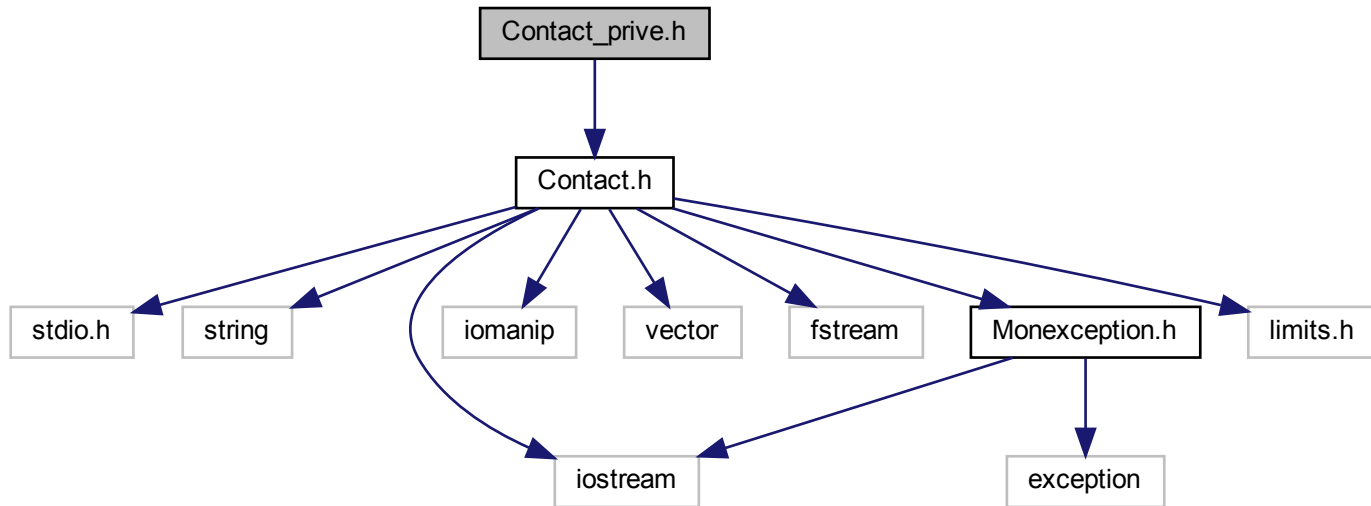 Contact_prive.h
Contact.h
stdio.h
string
iomanip
vector
fstream
Monexception.h
limits.h
iostream
exception